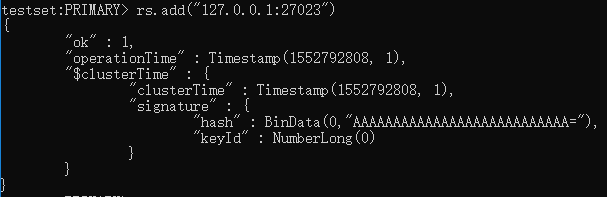 testset:PRIMARY> rs.add("127.0.0.1:27023")
{
        "ok" : 1,
        "operationTime" : Timestamp(1552792808, 1),
        "$clusterTime" : {
                "clusterTime" : Timestamp(1552792808, 1),
                "signature" : {
                        "hash" : BinData(0,"AAAAAAAAAAAAAAAAAAAAAAAAAAA="),
                        "keyId" : NumberLong(0)
                }
        }
}